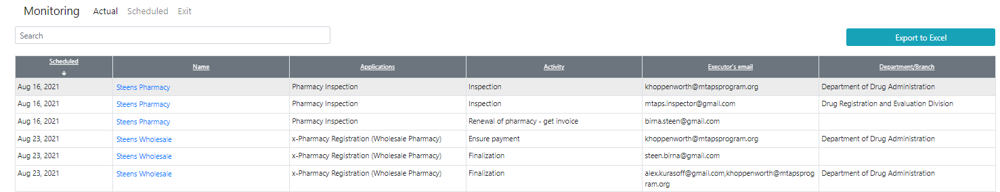 Monitoring Actual Scheduled Exit
Search
Export to Excel
Scheduled Name Applications Activity Executor's email Department/Branch
Aug 16, 2021 Steens Pharmacy Pharmacy Inspection Inspection khoppenworth@mtapsprogram.org Department of Drug Administration
Aug 16, 2021 Steens Pharmacy Pharmacy Inspection Inspection mtaps.inspector@gmail.com Drug Registration and Evaluation Division
Aug 16, 2021 Steens Pharmacy Pharmacy Inspection Renewal of pharmacy - get invoice birna.steen@gmail.com
Aug 23, 2021 Steens Wholesale x-Pharmacy Registration (Wholesale Pharmacy) Ensure payment khoppenworth@mtapsprogram.org Department of Drug Administration
Aug 23, 2021 Steens Wholesale x-Pharmacy Registration (Wholesale Pharmacy) Finalization steen.birna@gmail.com
Aug 23, 2021 Steens Wholesale x-Pharmacy Registration (Wholesale Pharmacy) Finalization alex.kurasoff@gmail.com,khoppenworth@mtapsprog Department of Drug Administration
ram.org